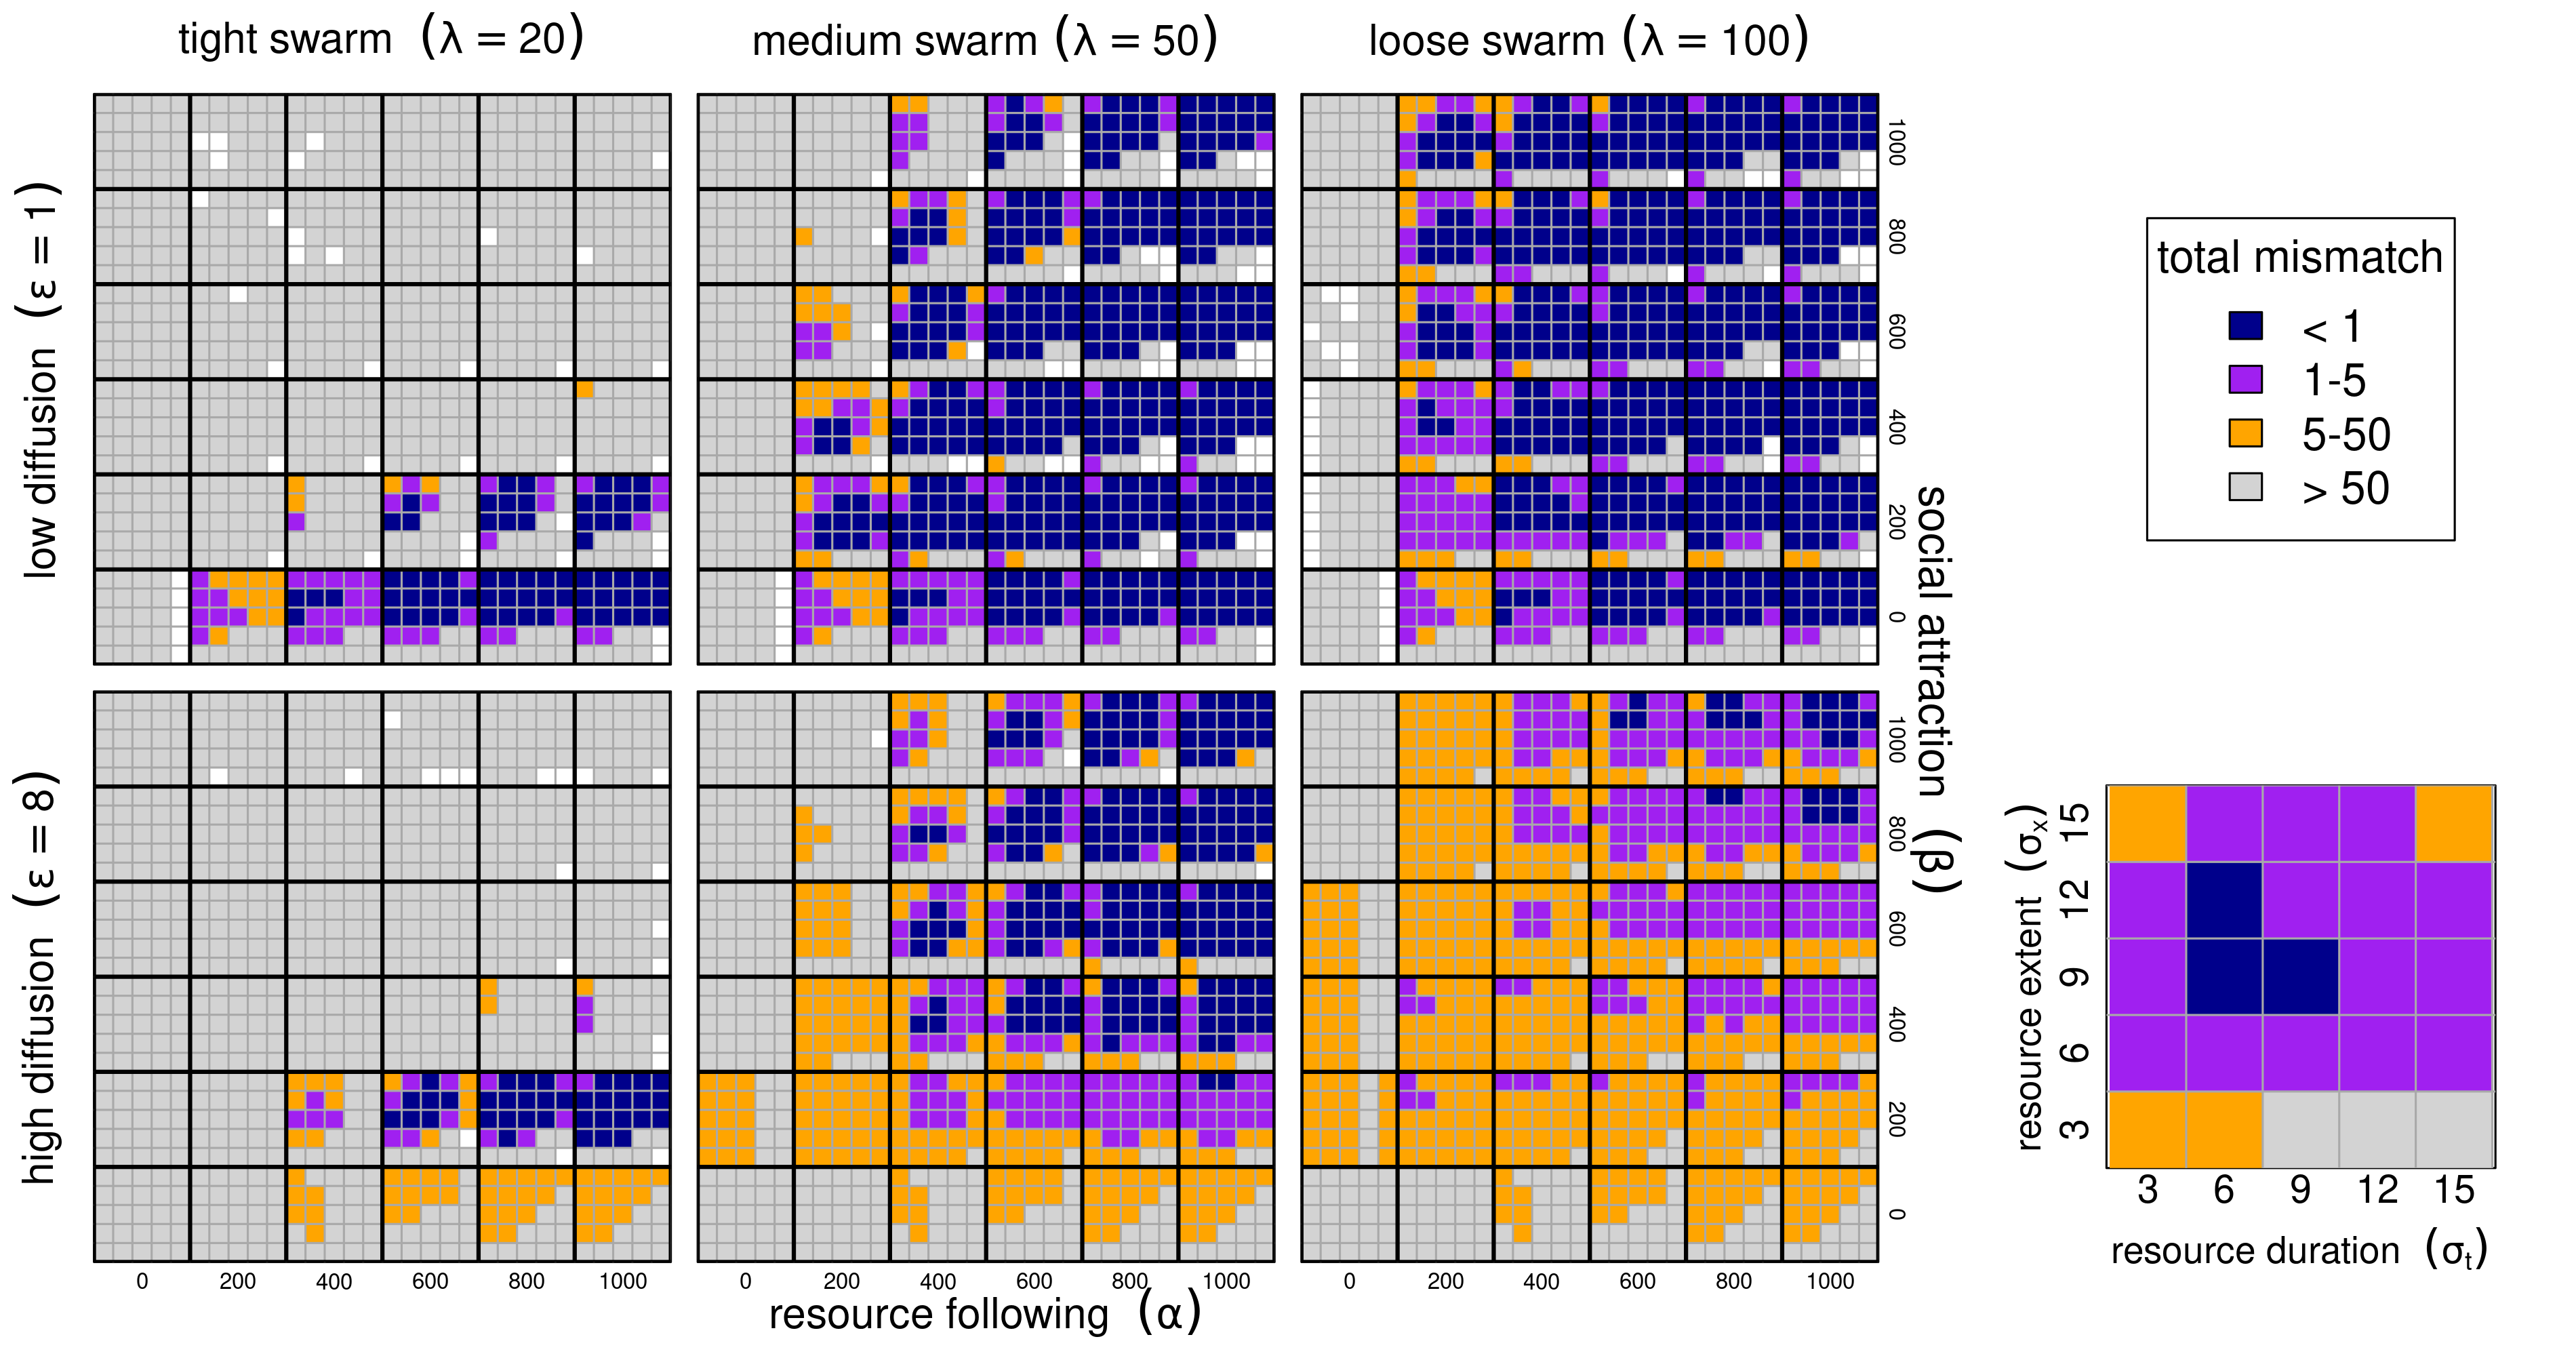 tight swarm (λ = 20)
medium swarm (λ = 50)
loose swarm (λ = 100)
low diffusion (ε = 1)
high diffusion (ε = 8)
1000
800
600
400
200
0
1000
800
600
400
200
0
social attraction (β)
0 200 400 600 800 1000
0 200 400 600 800 1000
0 200 400 600 800 1000
resource following (α)
total mismatch
< 1
1-5
5-50
> 50
resource extent (σx)
15
12
9
6
3
3 6 9 12 15
resource duration (σt)